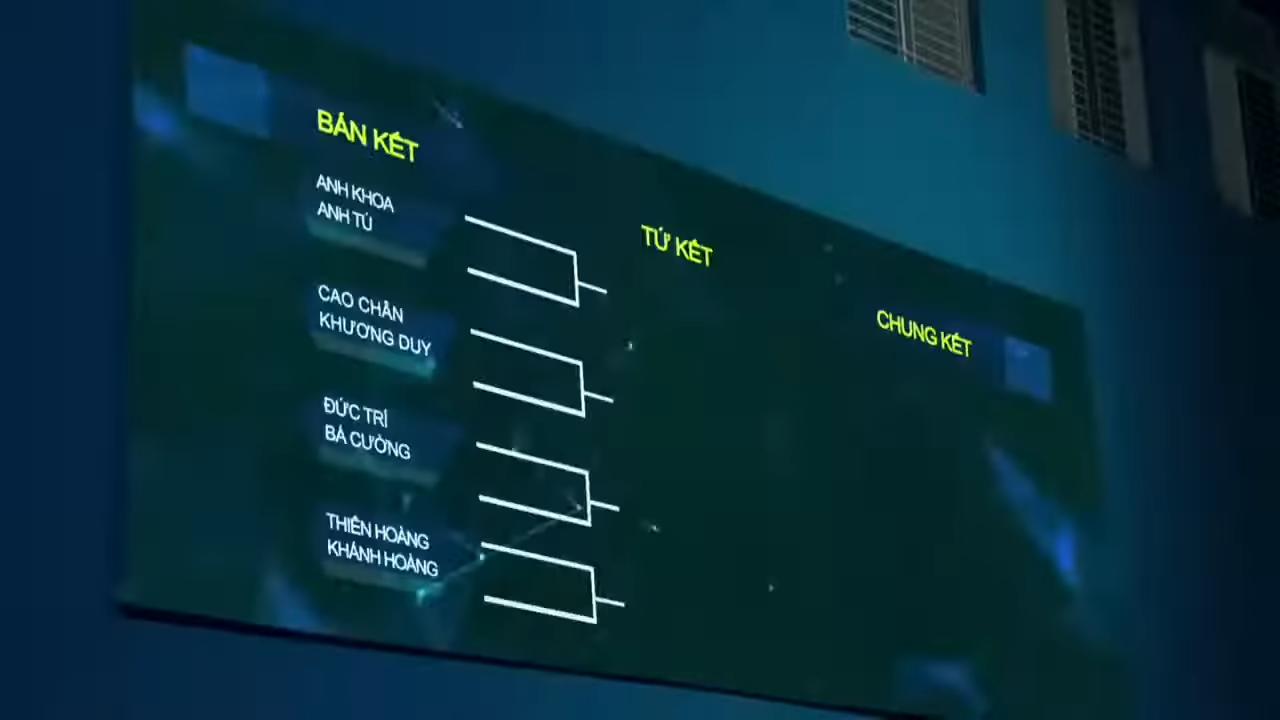 BÁN KẾT
ANH KHOA
ANH TÚ
CAO CHÂN
KHƯƠNG DUY
ĐỨC TRÍ
BÁ CƯỜNG
THIÊN HOÀNG
KHÁNH HOÀNG
TỨ KẾT
CHUNG KẾT